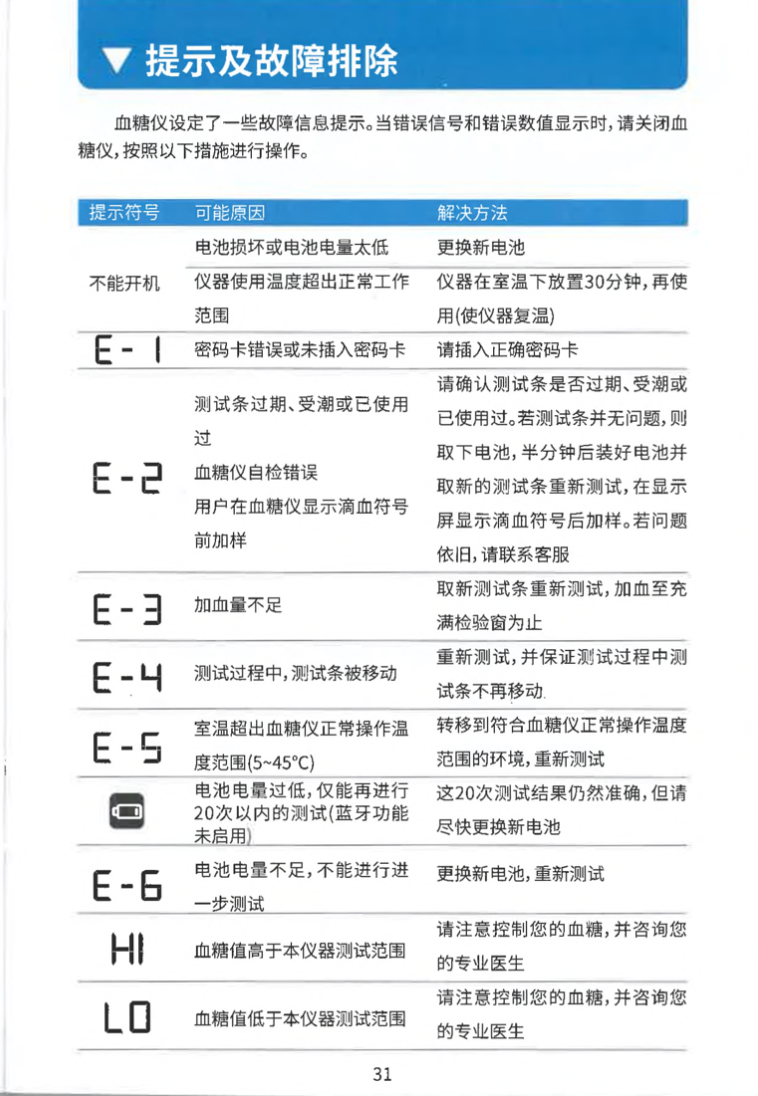 ▼ 提示及故障排除
血糖仪设定了一些故障信息提示。当错误信号和错误数值显示时,请关闭血
糖仪,按照以下措施进行操作。
提示符号 可能原因 解决方法
不能开机
电池损坏或电池电量太低
更换新电池
仪器使用温度超出正常工作
范围
仪器在室温下放置30分钟,再使
用(使仪器复温)
E-1
密码卡错误或未插入密码卡
请插入正确密码卡
E-2
测试条过期、受潮或已使用
过
血糖仪自检错误
用户在血糖仪显示滴血符号
前加样
请确认测试条是否过期、受潮或
已使用过。若测试条并无问题,则
取下电池,半分钟后装好电池并
取新的测试条重新测试,在显示
屏显示滴血符号后加样。若问题
依旧,请联系客服
E-3
加血量不足
取新测试条重新测试,加血至充
满检验窗为止
E-4
测试过程中,测试条被移动
重新测试,并保证测试过程中测
试条不再移动.
E-5
室温超出血糖仪正常操作温
度范围(5~45℃)
转移到符合血糖仪正常操作温度
范围的环境,重新测试
电池电量过低,仅能再进行
20次以内的测试(蓝牙功能
未启用)
这20次测试结果仍然准确,但请
尽快更换新电池
E-6
电池电量不足,不能进行进
一步测试
更换新电池,重新测试
HI
血糖值高于本仪器测试范围
请注意控制您的血糖,并咨询您
的专业医生
LO
血糖值低于本仪器测试范围
请注意控制您的血糖,并咨询您
的专业医生
31